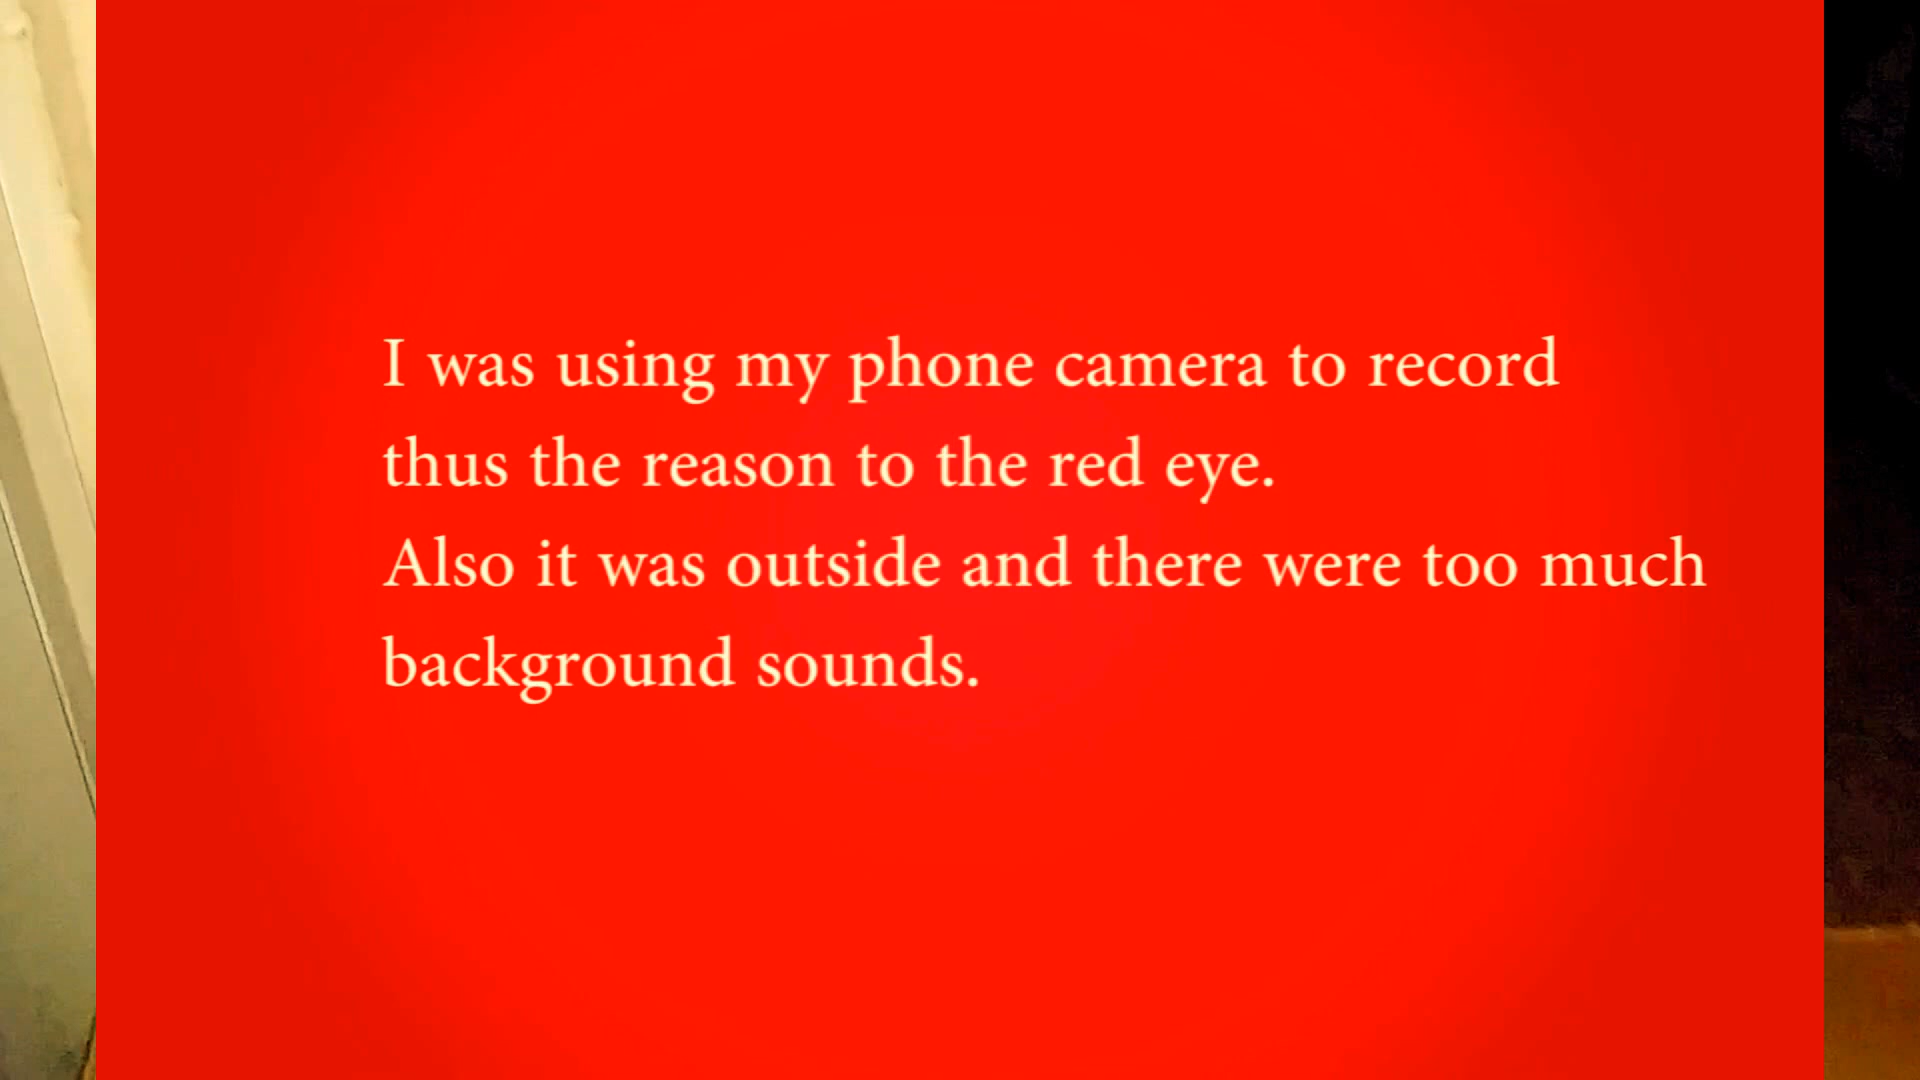 I was using my phone camera to record
thus the reason to the red eye.
Also it was outside and there were too much
background sounds.